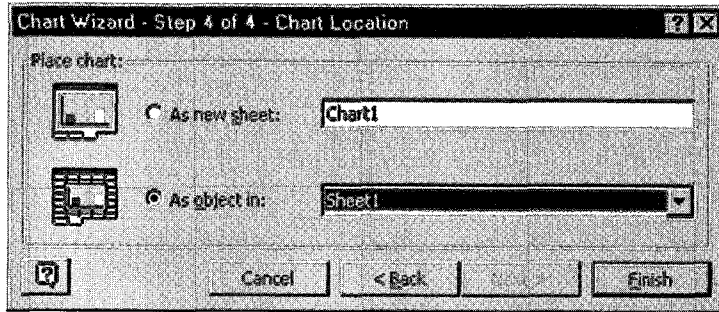 Chart Wizard - Step 4 of 4 - Chart Location
Place chart:
As new sheet: Chart1
As object in: Sheet1
Cancel < Back Next > Finish